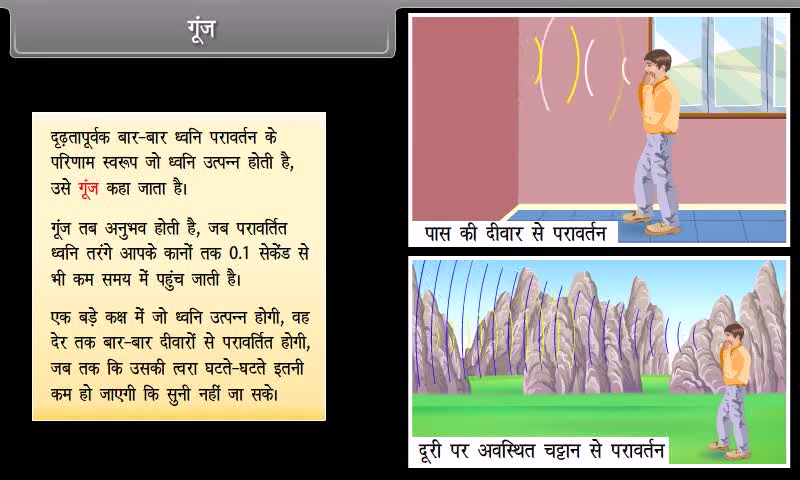 गूंज
दृढ़तापूर्वक बार-बार ध्वनि परावर्तन के
परिणाम स्वरूप जो ध्वनि उत्पन्न होती है,
उसे गूंज कहा जाता है।
गूंज तब अनुभव होती है, जब परावर्तित
ध्वनि तरंगे आपके कानों तक 0.1 सेकेंड से
भी कम समय में पहुंच जाती है।
एक बड़े कक्ष में जो ध्वनि उत्पन्न होगी, वह
देर तक बार-बार दीवारों से परावर्तित होगी,
जब तक कि उसकी त्वरा घटते-घटते इतनी
कम हो जाएगी कि सुनी नहीं जा सके।
पास की दीवार से परावर्तन
दूरी पर अवस्थित चट्टान से परावर्तन